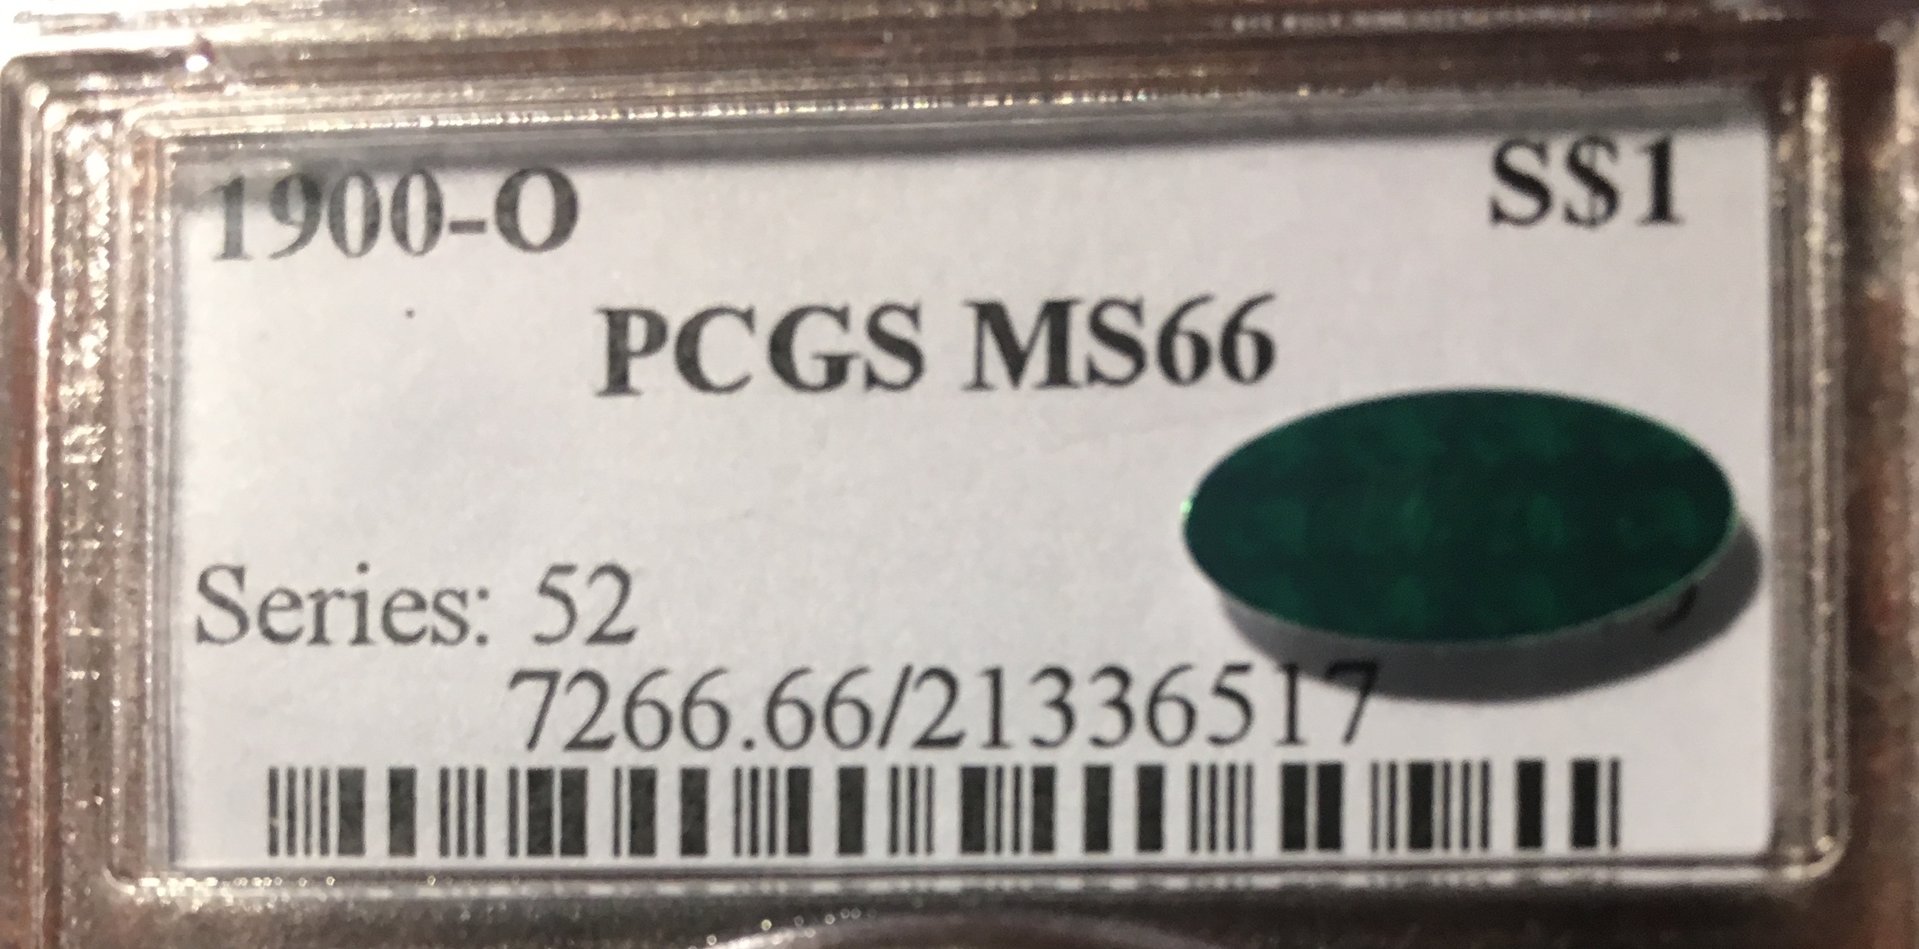 1900-O S$1
PCGS MS66
Series: 52
7266.66/21336517